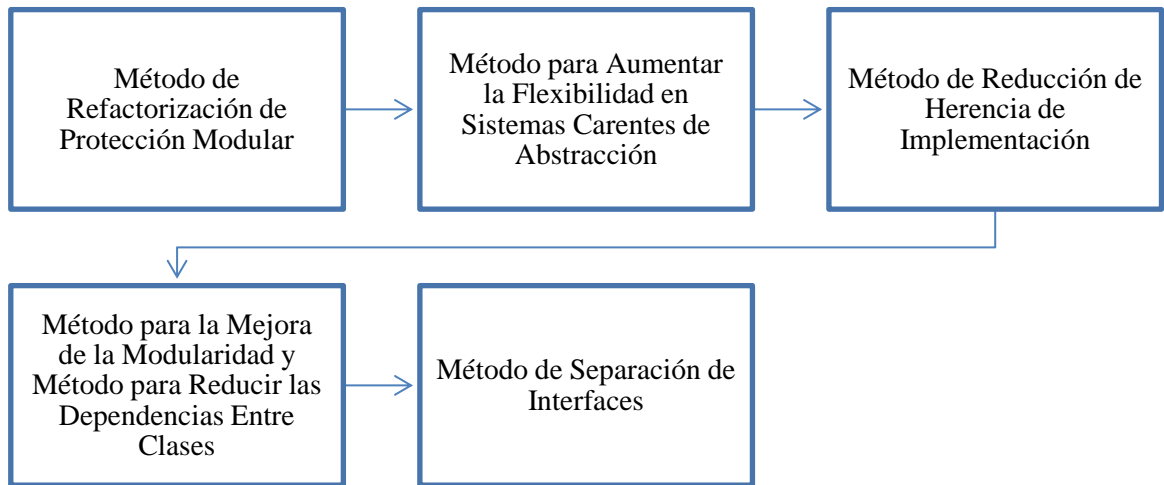 Método de
Refactorización de
Protección Modular
Método para Aumentar
la Flexibilidad en
Sistemas Carentes de
Abstracción
Método de Reducción de
Herencia de
Implementación
Método para la Mejora
de la Modularidad y
Método para Reducir las
Dependencias Entre
Clases
Método de Separación de
Interfaces